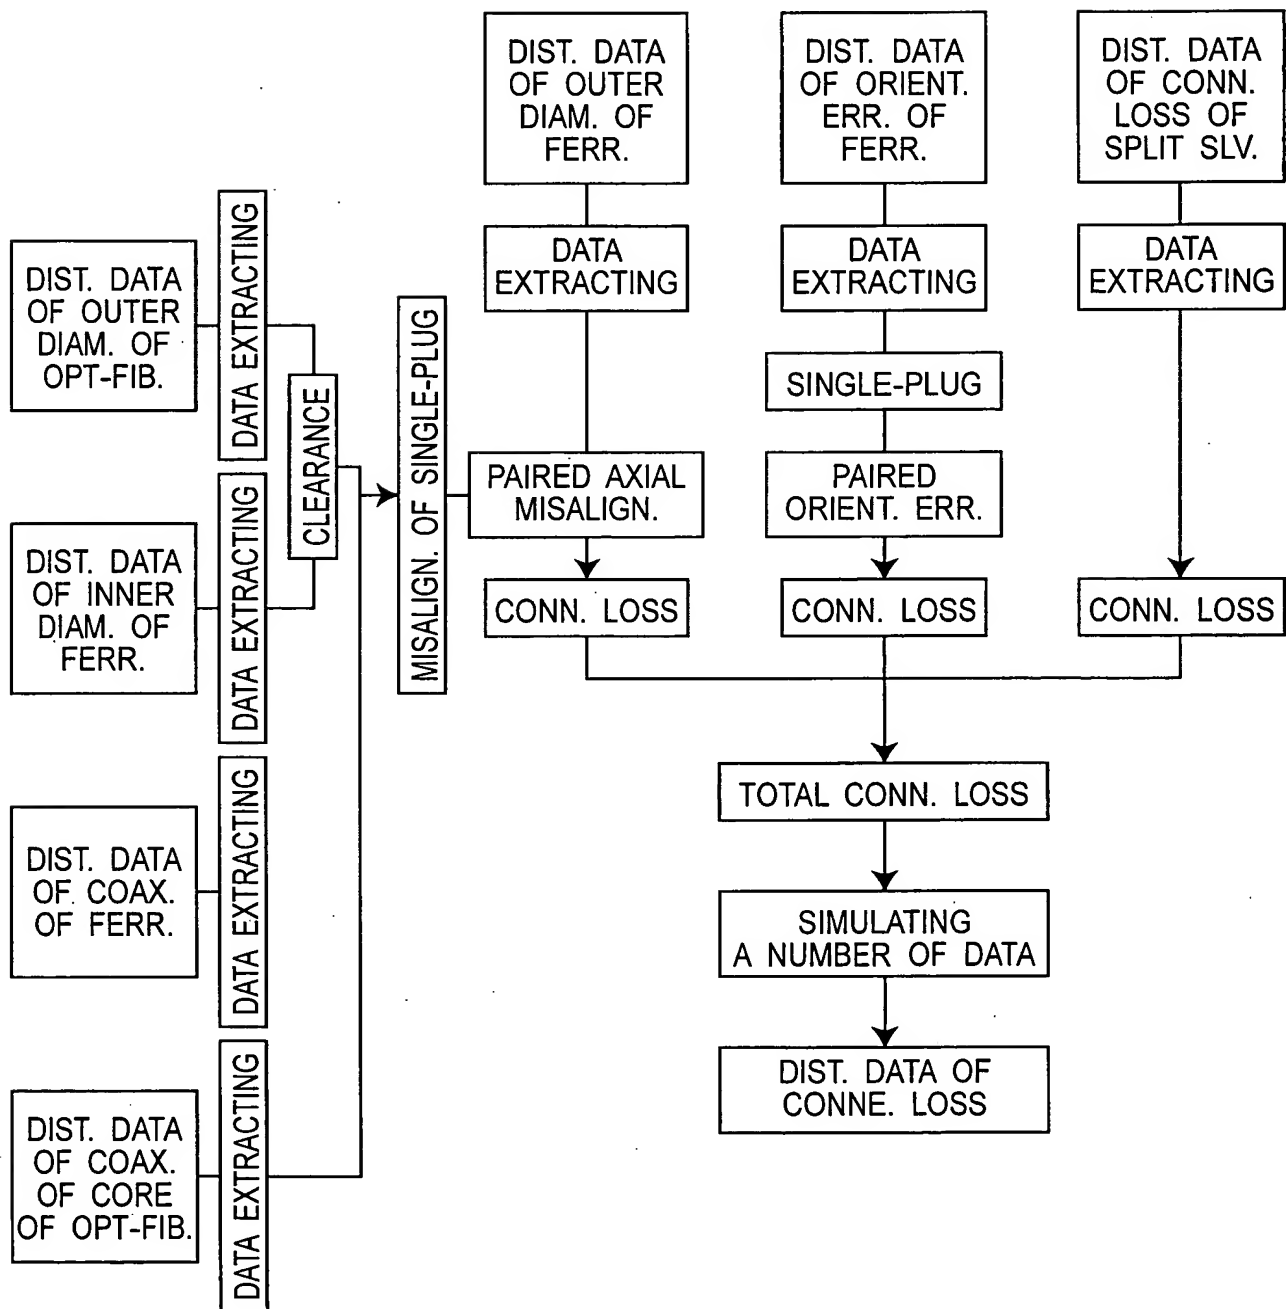 DIST. DATA
OF OUTER
DIAM. OF
FERR.
DIST. DATA
OF ORIENT.
ERR. OF
FERR.
DIST. DATA
OF CONN.
LOSS OF
SPLIT SLV.
DATA
EXTRACTING
DATA
EXTRACTING
DATA
EXTRACTING
SINGLE-PLUG
PAIRED AXIAL
MISALIGN.
PAIRED
ORIENT. ERR.
CONN. LOSS
CONN. LOSS
CONN. LOSS
DIST. DATA
OF OUTER
DIAM. OF
OPT-FIB.
DATA EXTRACTING
DIST. DATA
OF INNER
DIAM. OF
FERR.
DATA EXTRACTING
CLEARANCE
MISALIGN. OF SINGLE-PLUG
DIST. DATA
OF. COAX.
OF FERR.
DATA EXTRACTING
DIST. DATA
OF COAX.
OF CORE
OF OPT-FIB.
DATA EXTRACTING
TOTAL CONN. LOSS
SIMULATING
A NUMBER OF DATA
DIST. DATA OF
CONNE. LOSS